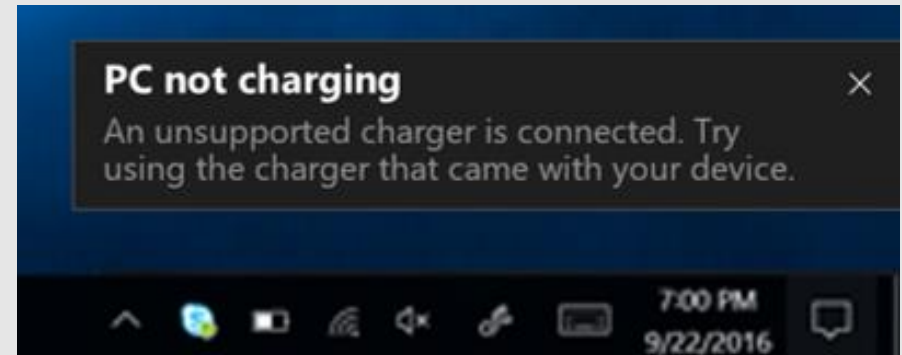 PC not charging
An unsupported charger is connected. Try
using the charger that came with your device.
7:00 PM
9/22/2016